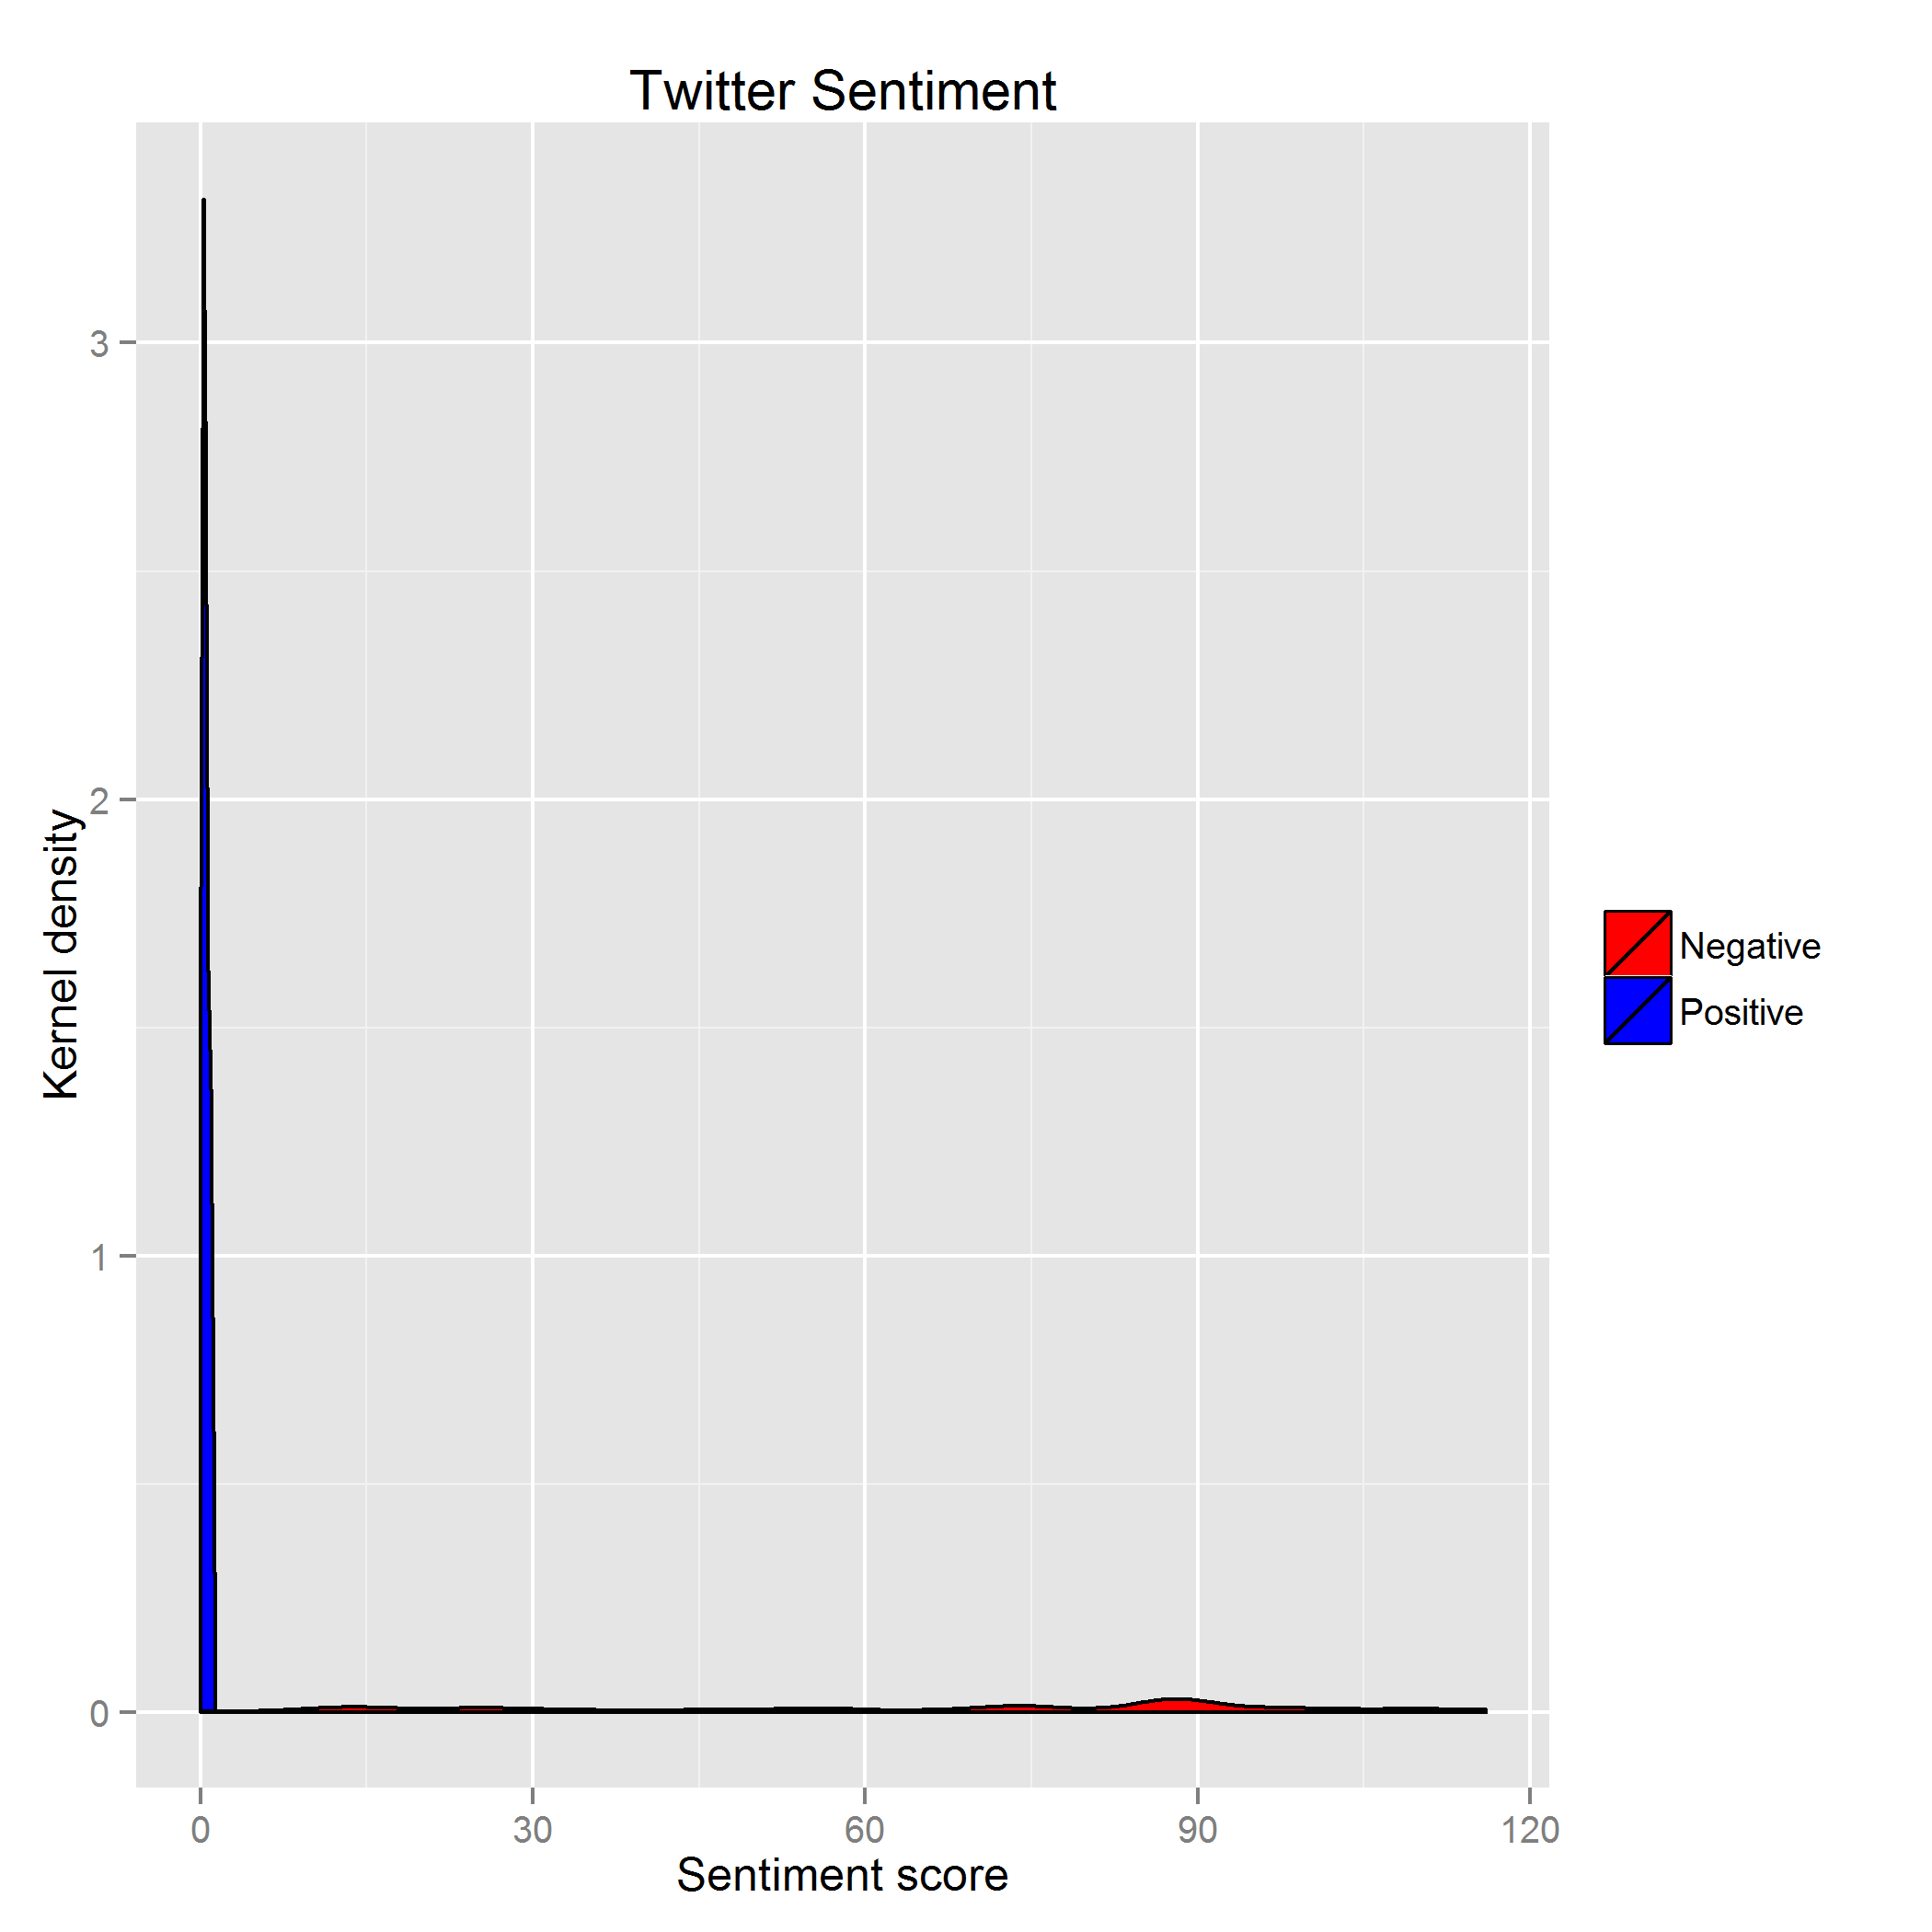 Twitter Sentiment
3
2
1
0
Kernel density
0 30 60 90 120
Sentiment score
Negative
Positive